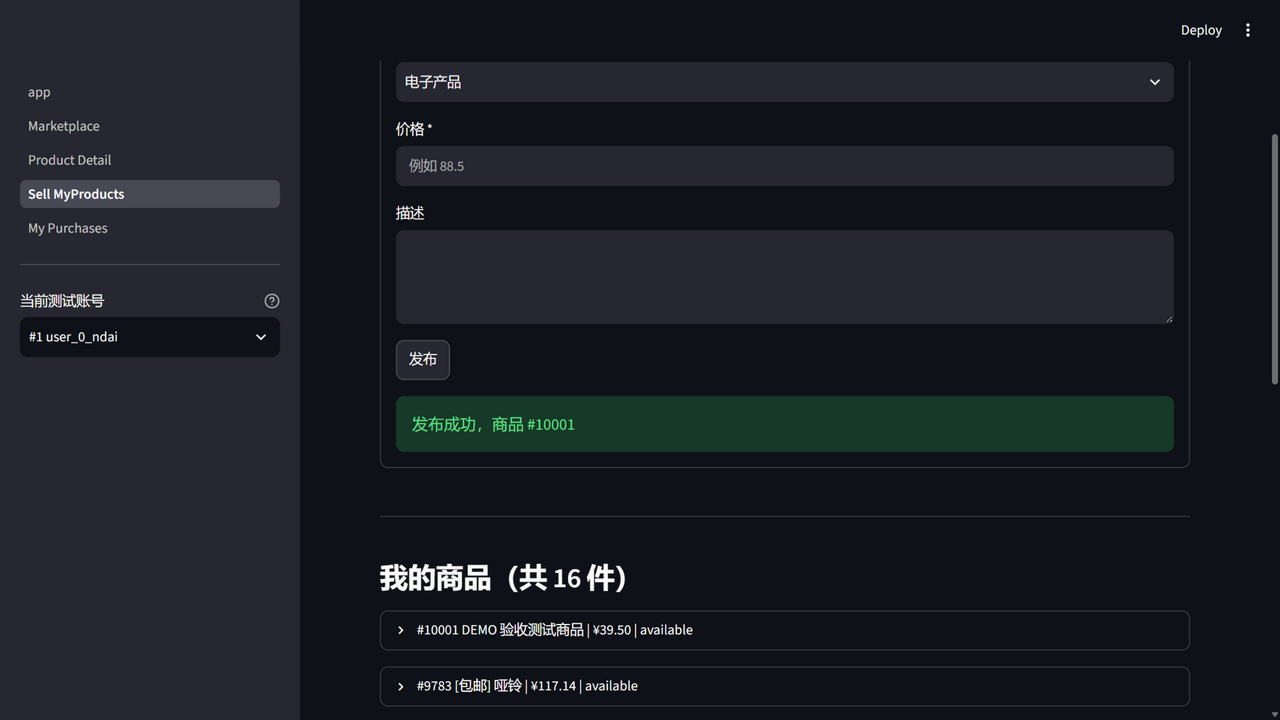 Deploy
app
Marketplace
Product Detail
Sell MyProducts
My Purchases
当前测试账号
#1 user_0_ndai
电子产品
价格 *
例如 88.5
描述
发布
发布成功，商品 #10001
我的商品（共 16 件）
#10001 DEMO 验收测试商品 | ¥39.50 | available
#9783 [包邮] 哑铃 | ¥117.14 | available